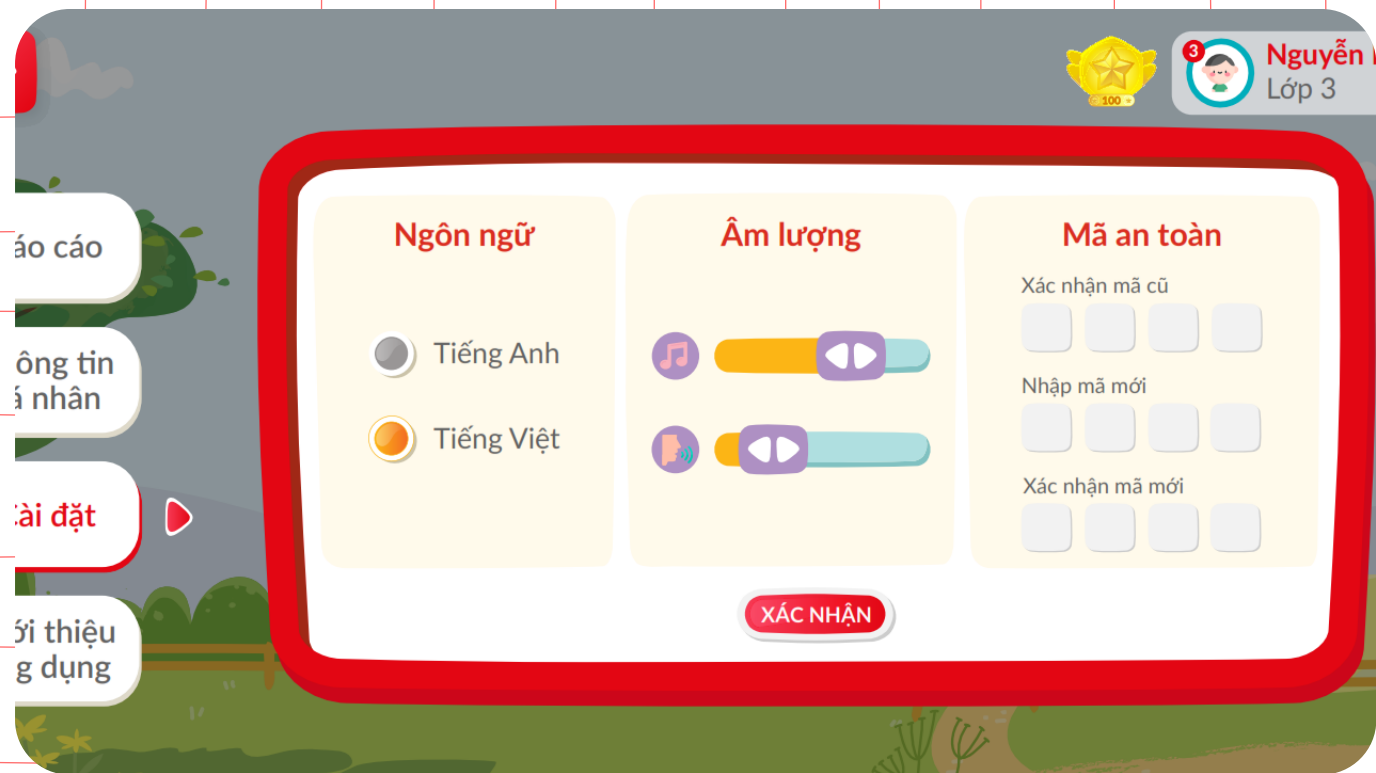 3
Nguyễn
Lớp 3
100
áo cáo
ông tin
á nhân
ài đặt
ới thiệu
g dụng
Ngôn ngữ
Tiếng Anh
Tiếng Việt
Âm lượng
Mã an toàn
Xác nhận mã cũ
Nhập mã mới
Xác nhận mã mới
XÁC NHẬN